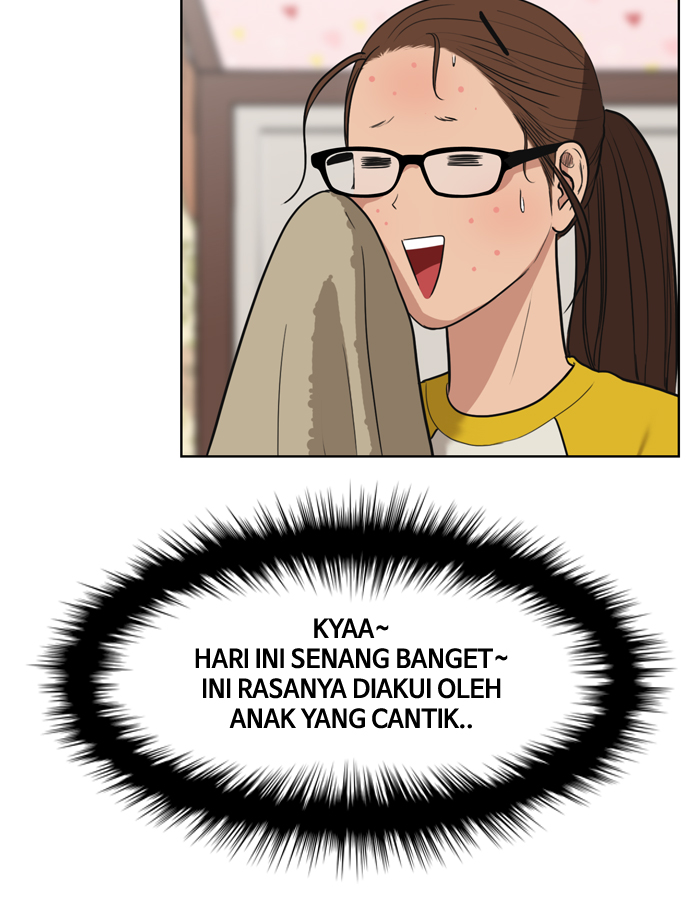 KYAA~
HARI INI SENANG BANGET~
INI RASANYA DIAKUI OLEH
ANAK YANG CANTIK..